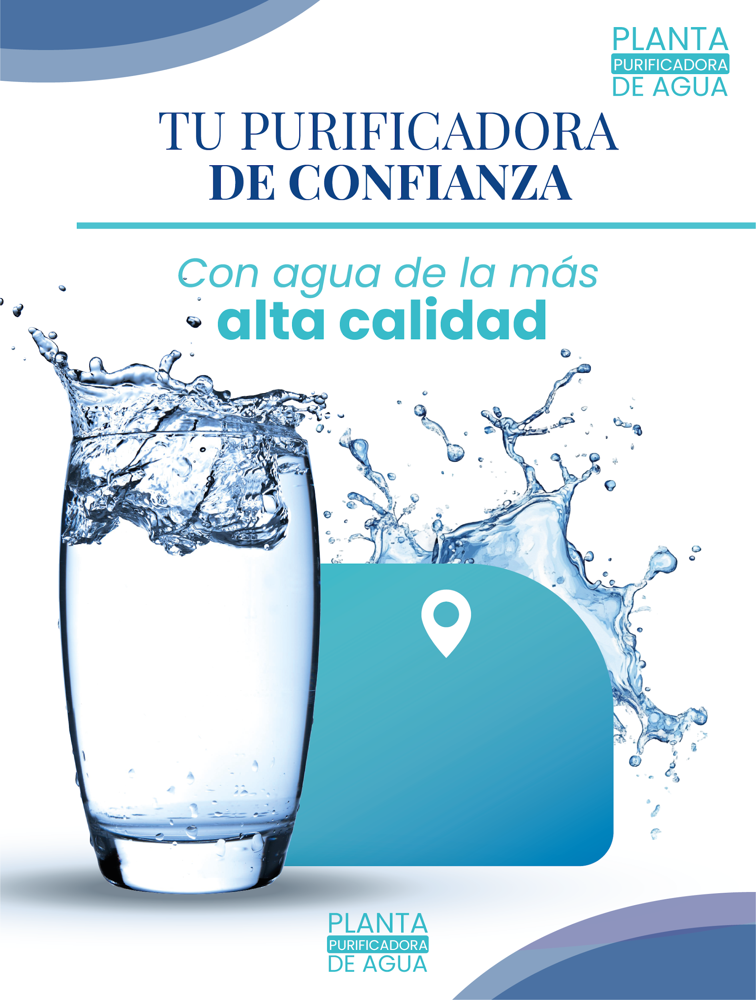 PLANTA
PURIFICADORA
DE AGUA
TU PURIFICADORA
DE CONFIANZA
Con agua de la más
alta calidad
PLANTA
PURIFICADORA
DE AGUA